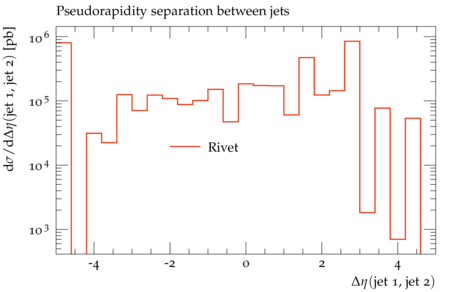 Pseudorapidity separation between jets
dσ/dΔη(jet 1, jet 2) [pb]
10⁶
10⁵
10⁴
10³
Rivet
-4 -2 0 2 4
Δη(jet 1, jet 2)